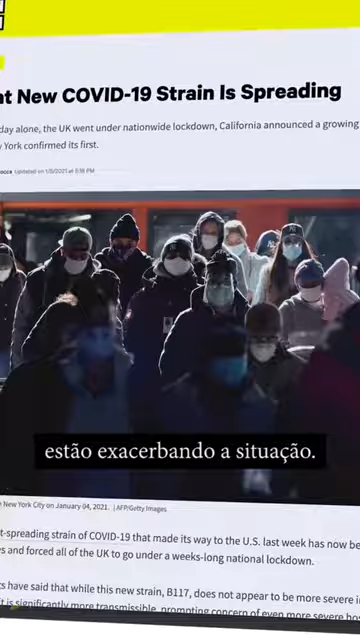 New COVID-19 Strain Is Spreading
day alone, the UK went under nationwide lockdown, California announced a growing
York confirmed its first.
Updated on 1/5/2021 at 5:39 PM
estão exacerbando a situação.
New York City on January 04, 2021. | AFP/Getty Images
t-spreading strain of COVID-19 that made its way to the U.S. last week has now be
s and forced all of the UK to go under a weeks-long national lockdown.
s have said that while this new strain, B117, does not appear to be more severe i
it is significantly more transmissible, prompting concern of even more severe ho